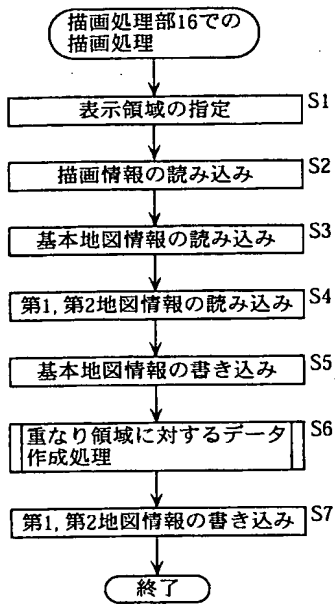 描画処理部16での
描画処理
表示領域の指定 S1
描画情報の読み込み S2
基本地図情報の読み込み S3
第1,第2地図情報の読み込み S4
基本地図情報の書き込み S5
重なり領域に対するデータ S6
作成処理
第1,第2地図情報の書き込み S7
終了